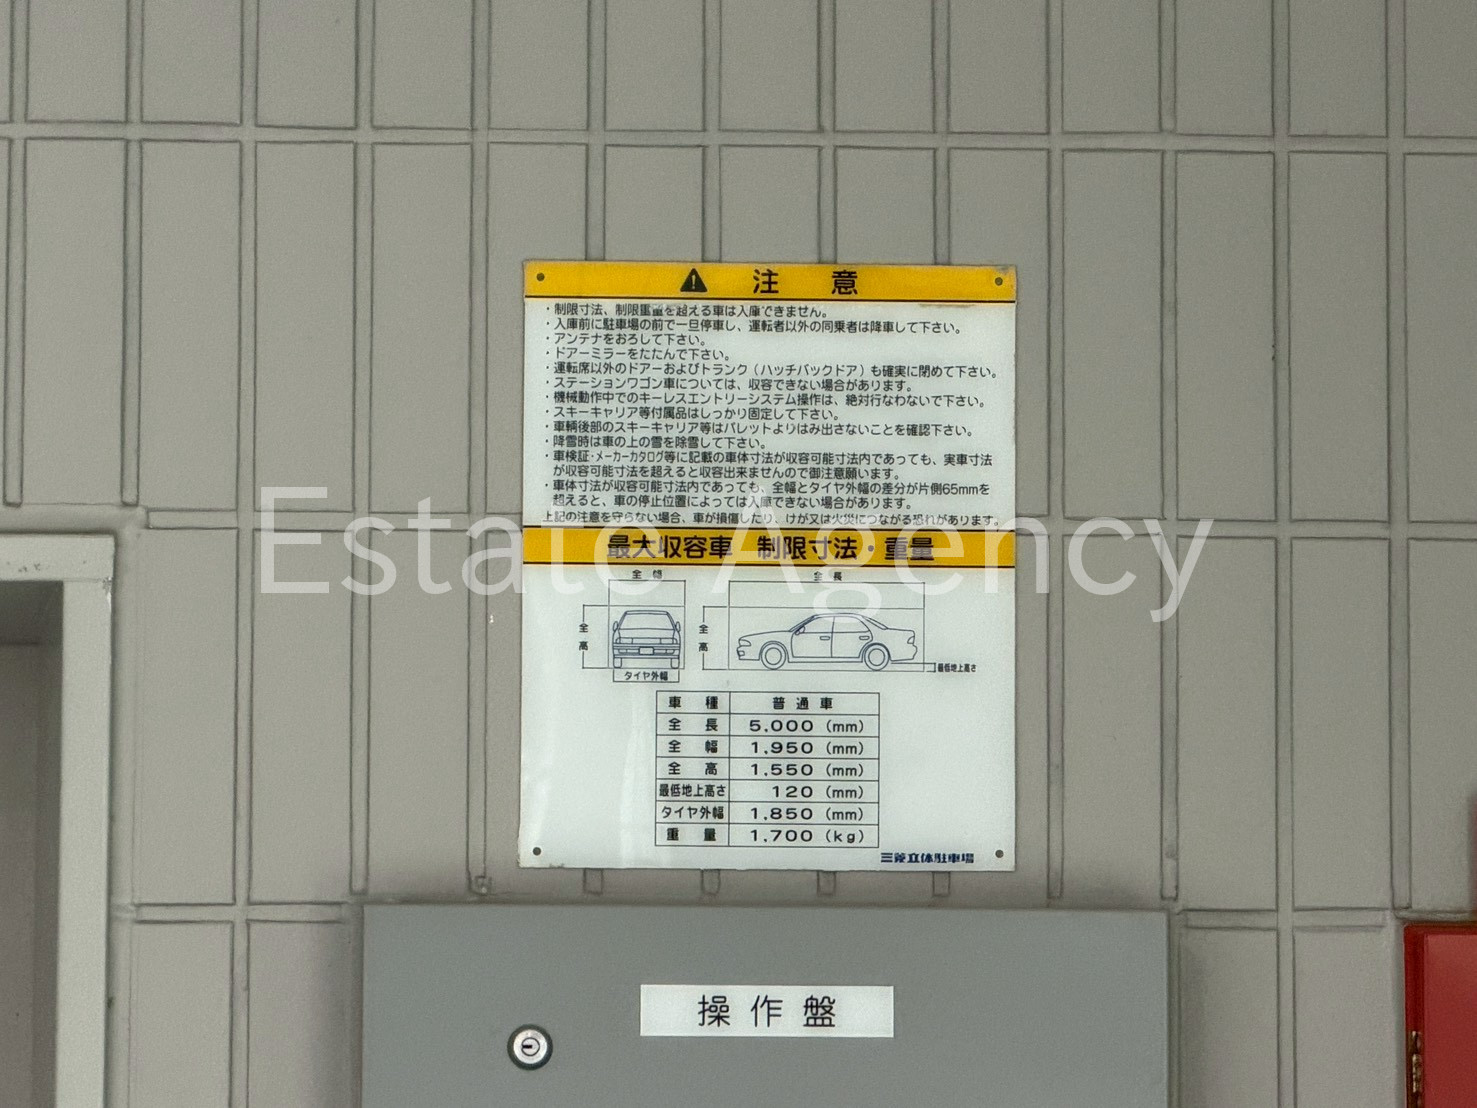 注意
・制限寸法、制限重量を超える車は入庫できません。
・入庫前に駐車場の前で一旦停車し、運転者以外の同乗者は降車して下さい。
・アンテナをおろして下さい。
・ドアーミラーをたたんで下さい。
・運転席以外のドアーおよびトランク（ハッチバックドア）も確実に閉めて下さい。
・ステーションワゴン車については、収容できない場合があります。
・機械動作中でのキーレスエントリーシステム操作は、絶対行なわないで下さい。
・スキーキャリア等付属品はしっかり固定して下さい。
・車輌後部のスキーキャリア等はパレットよりはみ出さないことを確認下さい。
・降雪時は車の上の雪を除雪して下さい。
・車検証・メーカーカタログ等に記載の車体寸法が収容可能寸法内であっても、実車寸法
が収容可能寸法を超えると収容出来ませんので御注意願います。
・車体寸法が収容可能寸法内であっても、全幅とタイヤ外幅の差分が片側65mmを
超えると、車の停止位置によっては入庫できない場合があります。
上記の注意を守らない場合、車が損傷したり、けが又は火災につながる恐れがあります。
Estate Agency
最大収容車 制限寸法・重量
全幅 全長
全高 全高
タイヤ外幅 最低地上高さ
車種 普通車
全長 5,000 (mm)
全幅 1,950 (mm)
全高 1,550 (mm)
最低地上高さ 120 (mm)
タイヤ外幅 1,850 (mm)
重量 1,700 (kg)
三菱立体駐車場
操作盤